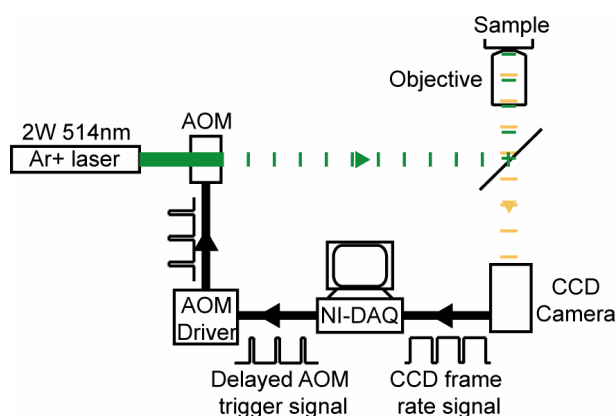 Sample
Objective
2W 514nm
AOM
Ar+ laser
AOM
Driver
NI-DAQ
CCD
Camera
Delayed AOM
trigger signal
CCD frame
rate signal